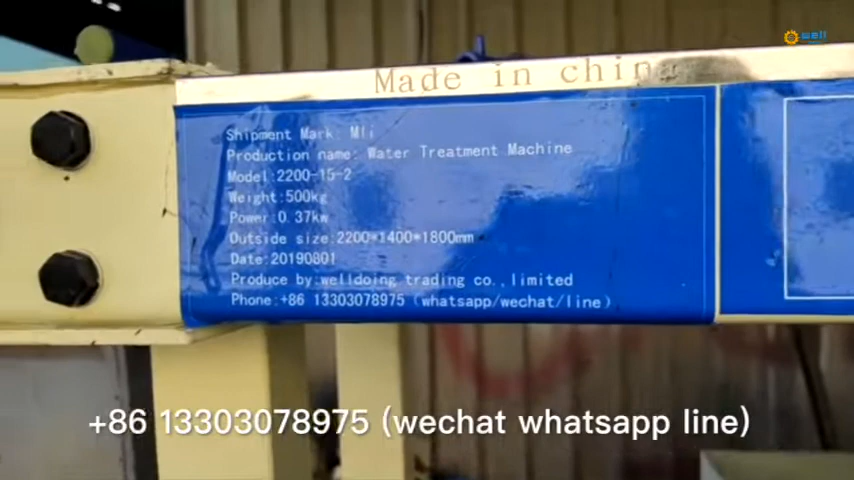 Made in china
Shipment Mark: Mli
Production name: Water Treatment Machine
Model:2200-15-2
Weight:500kg
Power:0.37kw
Outside size:2200*1400*1800mm
Date:20190801
Produce by:welldoing trading co.,limited
Phone:+86 13303078975 (whatsapp/wechat/line)
+86 13303078975 (wechat whatsapp line)